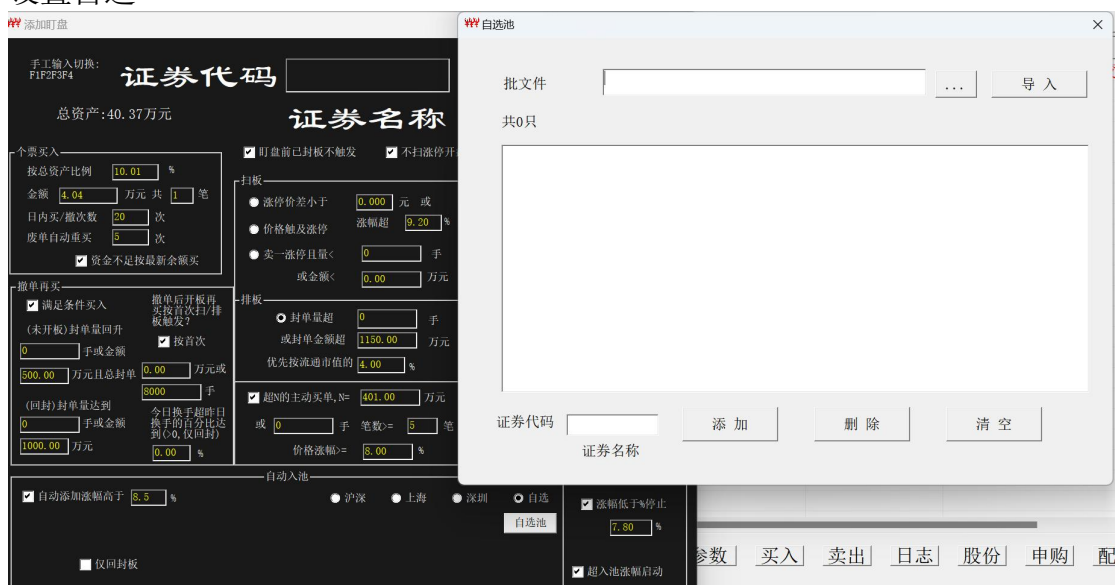 添加盯盘
手工输入切换:
F1F2F3F4
证券代码
总资产:40.37万元
证券名称
个票买入
按总资产比例 10.01 %
金额 4.04 万元 共 1 笔
日内买/撤次数 20 次
废单自动重买 5 次
资金不足按最新余额买
盯盘前已封板不触发
不扫涨停开
扫板
涨停价差小于 0.000 元 或
价格触及涨停 涨幅超 9.20 %
卖一涨停且量< 0 手
或金额< 0.00 万元
撤单再买
满足条件买入
(未开板)封单量回升
0 手或金额
500.00 万元且总封单
0.00 万元或
8000 手
撤单后开板再
买按首次扫/排
板触发?
按首次
(回封)封单量达到
0 手或金额
1000.00 万元
今日换手超昨日
换手的百分比达
到(>0,仅回封)
0.00 %
排板
封单量超 0 手
或封单金额超 1150.00 万元
优先按流通市值的 4.00 %
超N的主动买单,N= 401.00 万元
或 0 手 笔数>= 5 笔
价格涨幅>= 8.00 %
自动入池
自动添加涨幅高于 8.5 %
沪深 上海 深圳 自选
自选池
仅回封板
涨幅低于%停止
7.80 %
超入池涨幅启动
自选池
批文件 ... 导 入
共0只
证券代码 添 加 删 除 清 空
证券名称
参数 买入 卖出 日志 股份 申购 配